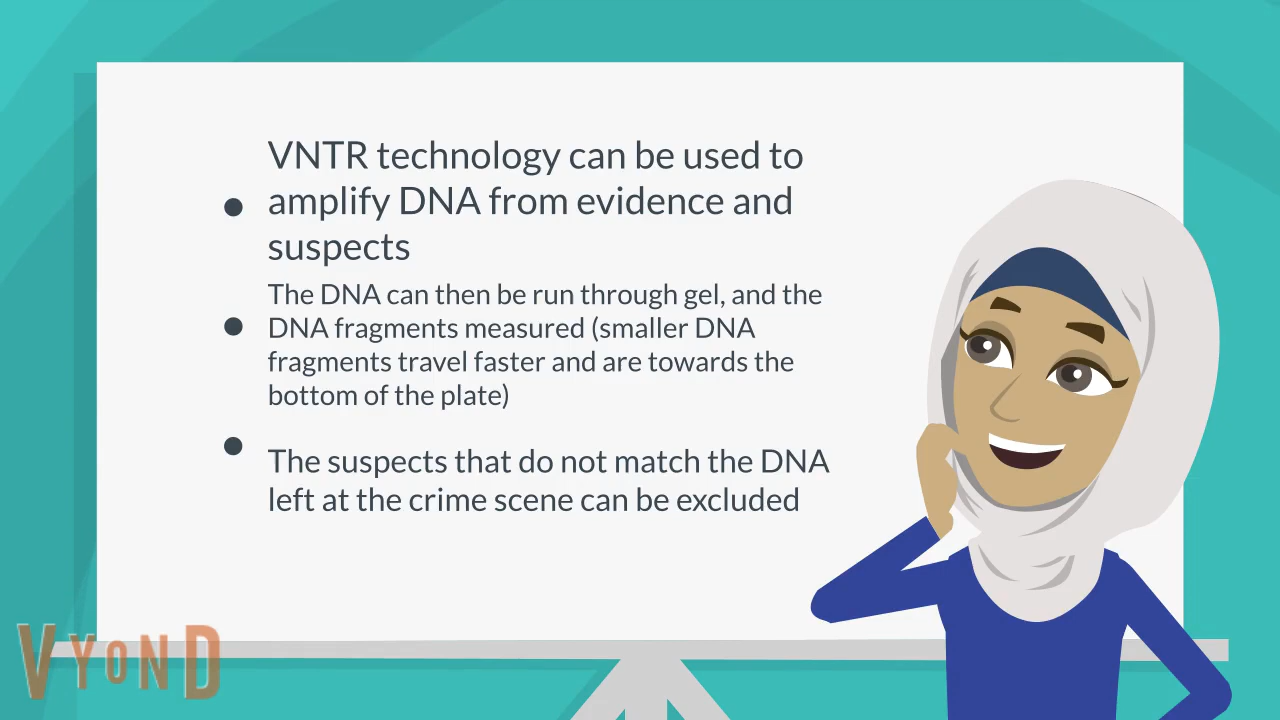 VNTR technology can be used to
amplify DNA from evidence and
suspects
The DNA can then be run through gel, and the
DNA fragments measured (smaller DNA
fragments travel faster and are towards the
bottom of the plate)
The suspects that do not match the DNA
left at the crime scene can be excluded
VYOND